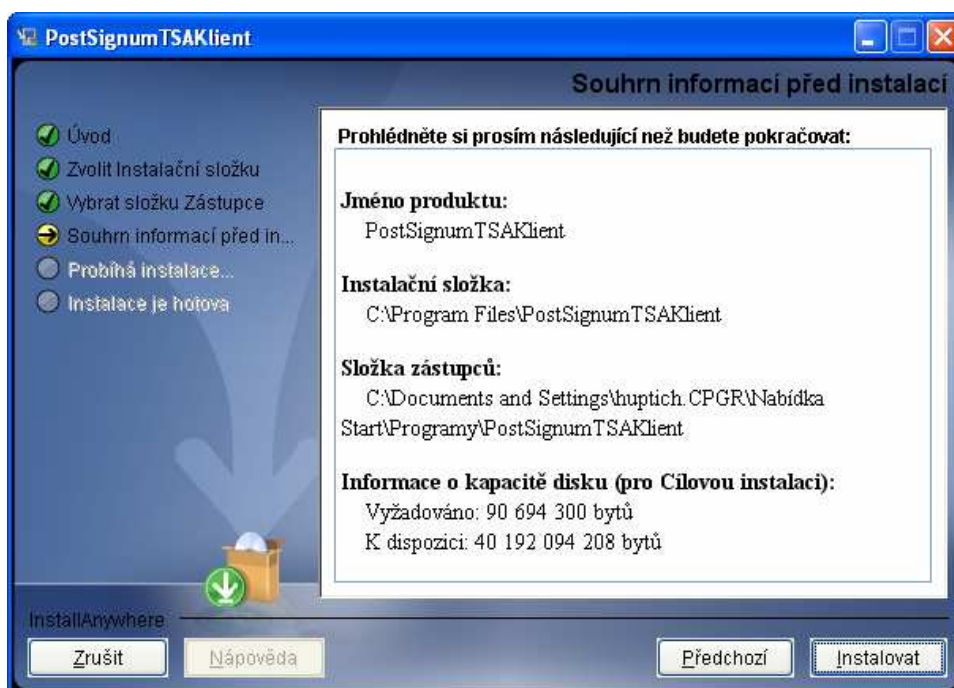 PostSignumTSAKlient
Souhrn informací před instalací
Úvod
Zvolit Instalační složku
Vybrat složku Zástupce
Souhrn informací před in...
Probíhá instalace...
Instalace je hotova
Prohlédněte si prosím následující než budete pokračovat:
Jméno produktu:
PostSignumTSAKlient
Instalační složka:
C:\Program Files\PostSignumTSAKlient
Složka zástupců:
C:\Documents and Settings\huptich.CPGR\Nabídka
Start\Programy\PostSignumTSAKlient
Informace o kapacitě disku (pro Cílovou instalaci):
Vyžadováno: 90 694 300 bytů
K dispozici: 40 192 094 208 bytů
InstallAnywhere
Zrušit
Nápověda
Předchozí
Instalovat